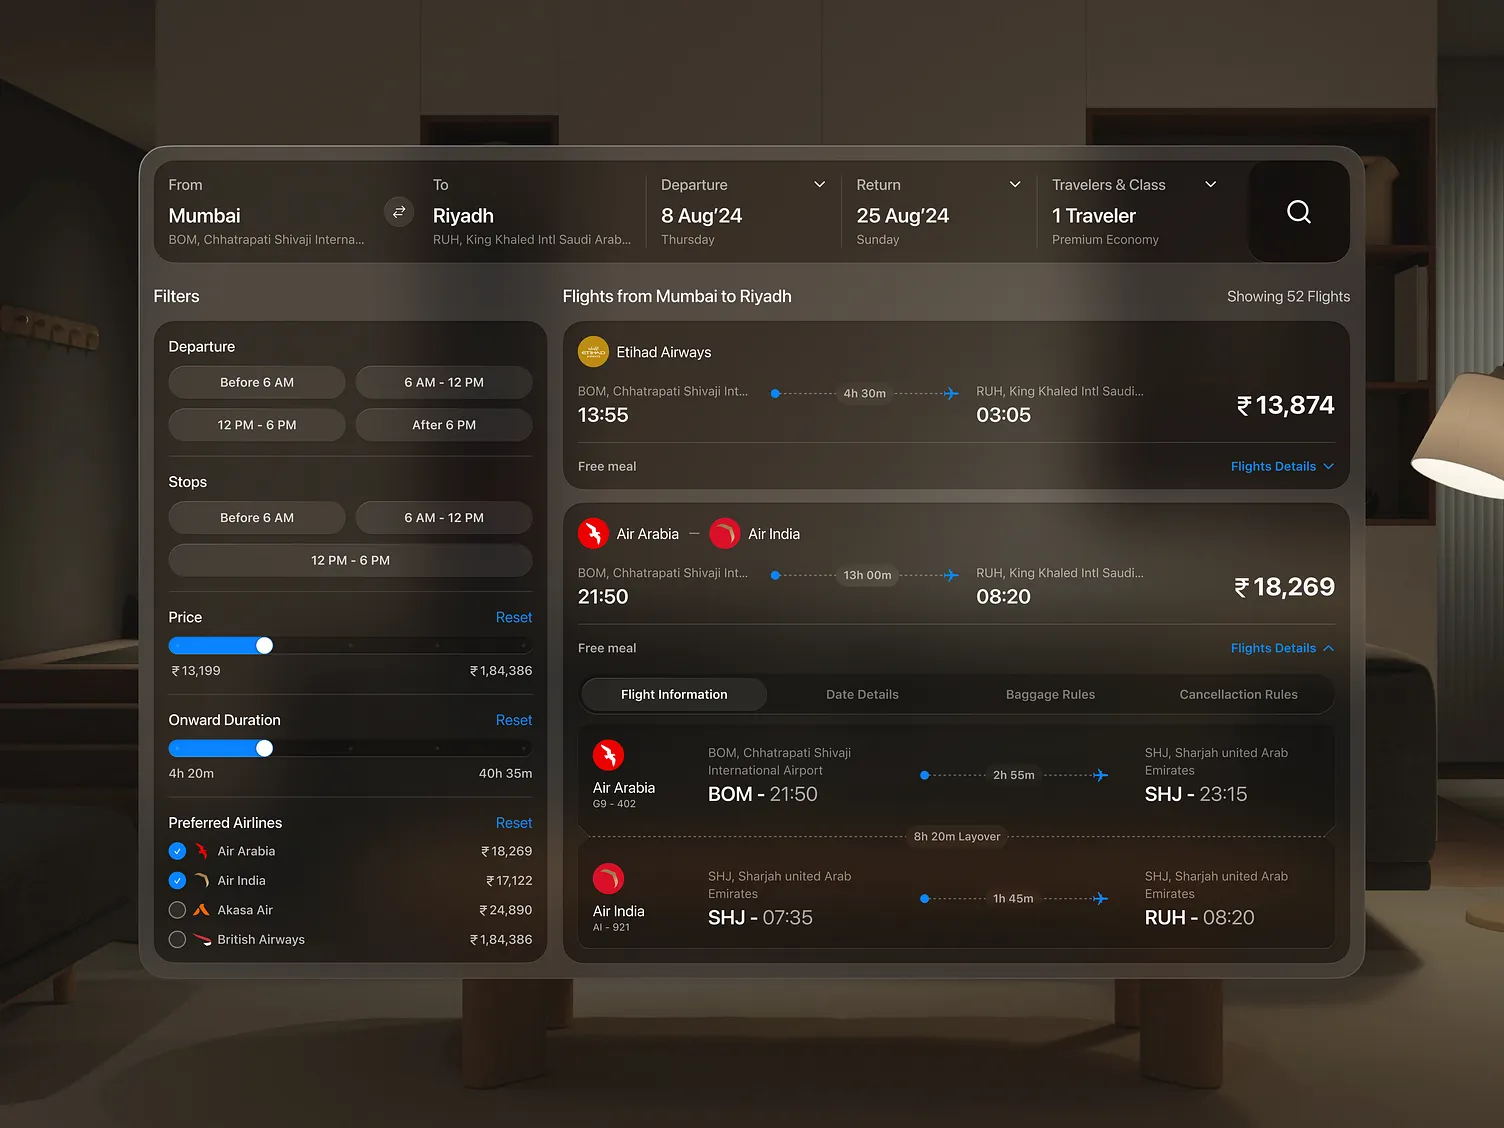 From
Mumbai
BOM, Chhatrapati Shivaji Interna...
To
Riyadh
RUH, King Khaled Intl Saudi Arab...
Departure
8 Aug’24
Thursday
Return
25 Aug’24
Sunday
Travelers & Class
1 Traveler
Premium Economy
Filters
Departure
Before 6 AM
6 AM - 12 PM
12 PM - 6 PM
After 6 PM
Stops
Before 6 AM
6 AM - 12 PM
12 PM - 6 PM
Price
Reset
₹13,199
₹1,84,386
Onward Duration
Reset
4h 20m
40h 35m
Preferred Airlines
Reset
Air Arabia
₹18,269
Air India
₹17,122
Akasa Air
₹24,890
British Airways
₹1,84,386
Flights from Mumbai to Riyadh
Showing 52 Flights
ETIHAD
Etihad Airways
BOM, Chhatrapati Shivaji Int...
13:55
4h 30m
RUH, King Khaled Intl Saudi...
03:05
₹13,874
Free meal
Flights Details
Air Arabia – Air India
BOM, Chhatrapati Shivaji Int...
21:50
13h 00m
RUH, King Khaled Intl Saudi...
08:20
₹18,269
Free meal
Flights Details
Flight Information
Date Details
Baggage Rules
Cancellaction Rules
Air Arabia
G9 - 402
BOM, Chhatrapati Shivaji
International Airport
BOM - 21:50
2h 55m
SHJ, Sharjah united Arab
Emirates
SHJ - 23:15
8h 20m Layover
Air India
AI - 921
SHJ, Sharjah united Arab
Emirates
SHJ - 07:35
1h 45m
SHJ, Sharjah united Arab
Emirates
RUH - 08:20